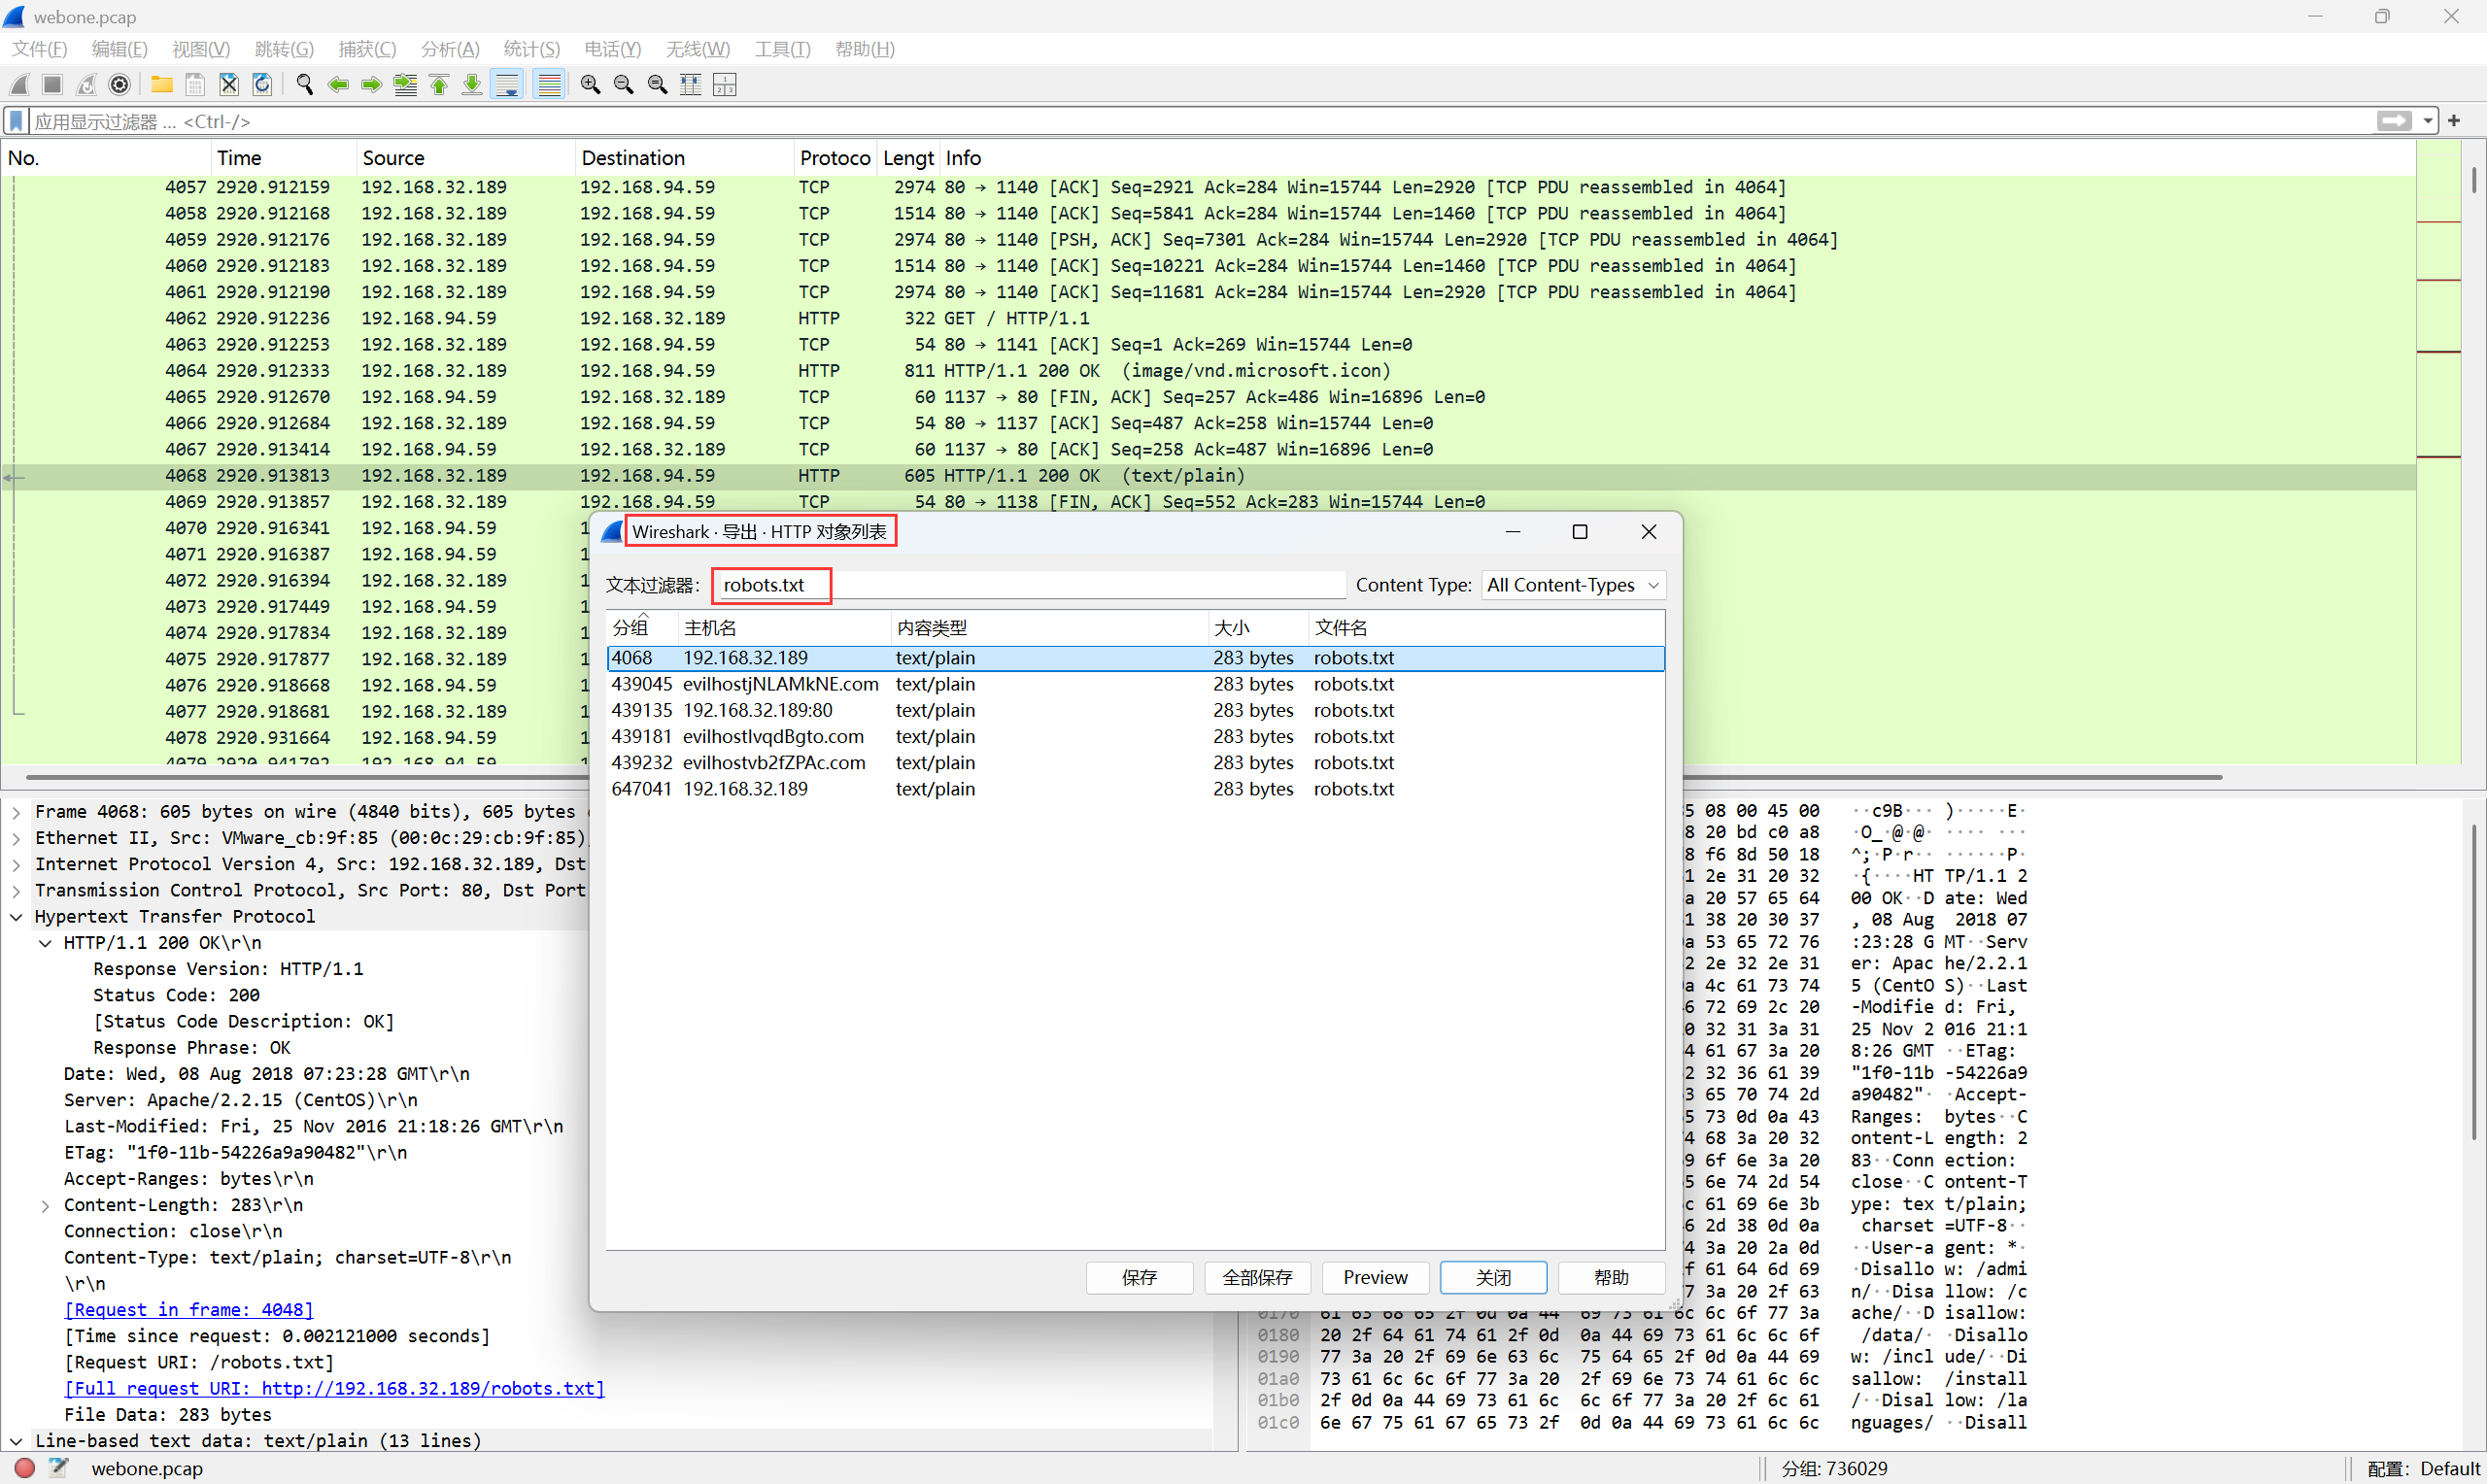 webone.pcap
文件(F) 编辑(E) 视图(V) 跳转(G) 捕获(C) 分析(A) 统计(S) 电话(Y) 无线(W) 工具(T) 帮助(H)
应用显示过滤器 … <Ctrl-/>
No. Time Source Destination Protoco Lengt Info
4057 2920.912159 192.168.32.189 192.168.94.59 TCP 2974 80 → 1140 [ACK] Seq=2921 Ack=284 Win=15744 Len=2920 [TCP PDU reassembled in 4064]
4058 2920.912168 192.168.32.189 192.168.94.59 TCP 1514 80 → 1140 [ACK] Seq=5841 Ack=284 Win=15744 Len=1460 [TCP PDU reassembled in 4064]
4059 2920.912176 192.168.32.189 192.168.94.59 TCP 2974 80 → 1140 [PSH, ACK] Seq=7301 Ack=284 Win=15744 Len=2920 [TCP PDU reassembled in 4064]
4060 2920.912183 192.168.32.189 192.168.94.59 TCP 1514 80 → 1140 [ACK] Seq=10221 Ack=284 Win=15744 Len=1460 [TCP PDU reassembled in 4064]
4061 2920.912190 192.168.32.189 192.168.94.59 TCP 2974 80 → 1140 [ACK] Seq=11681 Ack=284 Win=15744 Len=2920 [TCP PDU reassembled in 4064]
4062 2920.912236 192.168.94.59 192.168.32.189 HTTP 322 GET / HTTP/1.1
4063 2920.912253 192.168.32.189 192.168.94.59 TCP 54 80 → 1141 [ACK] Seq=1 Ack=269 Win=15744 Len=0
4064 2920.912333 192.168.32.189 192.168.94.59 HTTP 811 HTTP/1.1 200 OK (image/vnd.microsoft.icon)
4065 2920.912670 192.168.94.59 192.168.32.189 TCP 60 1137 → 80 [FIN, ACK] Seq=257 Ack=486 Win=16896 Len=0
4066 2920.912684 192.168.32.189 192.168.94.59 TCP 54 80 → 1137 [ACK] Seq=487 Ack=258 Win=15744 Len=0
4067 2920.913414 192.168.94.59 192.168.32.189 TCP 60 1137 → 80 [ACK] Seq=258 Ack=487 Win=16896 Len=0
4068 2920.913813 192.168.32.189 192.168.94.59 HTTP 605 HTTP/1.1 200 OK (text/plain)
4069 2920.913857 192.168.32.189 192.168.94.59 TCP 54 80 → 1138 [FIN, ACK] Seq=552 Ack=283 Win=15744 Len=0
4070 2920.916341 192.168.94.59 1
4071 2920.916387 192.168.94.59 1
4072 2920.916394 192.168.32.189 1
4073 2920.917449 192.168.94.59 1
4074 2920.917834 192.168.32.189 1
4075 2920.917877 192.168.32.189 1
4076 2920.918668 192.168.94.59 1
4077 2920.918681 192.168.32.189 1
4078 2920.931664 192.168.94.59 1
4079 2920.941792 192.168.94.59 1
Wireshark · 导出 · HTTP 对象列表
文本过滤器: robots.txt Content Type: All Content-Types
分组 主机名 内容类型 大小 文件名
4068 192.168.32.189 text/plain 283 bytes robots.txt
439045 evilhostjNLAMkNE.com text/plain 283 bytes robots.txt
439135 192.168.32.189:80 text/plain 283 bytes robots.txt
439181 evilhostlvqdBgto.com text/plain 283 bytes robots.txt
439232 evilhostvb2fZPAc.com text/plain 283 bytes robots.txt
647041 192.168.32.189 text/plain 283 bytes robots.txt
保存 全部保存 Preview 关闭 帮助
Frame 4068: 605 bytes on wire (4840 bits), 605 bytes
Ethernet II, Src: VMware_cb:9f:85 (00:0c:29:cb:9f:85)
Internet Protocol Version 4, Src: 192.168.32.189, Dst
Transmission Control Protocol, Src Port: 80, Dst Port
Hypertext Transfer Protocol
HTTP/1.1 200 OK\r\n
Response Version: HTTP/1.1
Status Code: 200
[Status Code Description: OK]
Response Phrase: OK
Date: Wed, 08 Aug 2018 07:23:28 GMT\r\n
Server: Apache/2.2.15 (CentOS)\r\n
Last-Modified: Fri, 25 Nov 2016 21:18:26 GMT\r\n
ETag: "1f0-11b-54226a9a90482"\r\n
Accept-Ranges: bytes\r\n
Content-Length: 283\r\n
Connection: close\r\n
Content-Type: text/plain; charset=UTF-8\r\n
\r\n
[Request in frame: 4048]
[Time since request: 0.002121000 seconds]
[Request URI: /robots.txt]
[Full request URI: http://192.168.32.189/robots.txt]
File Data: 283 bytes
Line-based text data: text/plain (13 lines)
5 08 00 45 00 ··c9B··· )·····E·
8 20 bd c0 a8 ·O_·@·@· ···· ···
8 f6 8d 50 18 ^;·P·r·· ······P·
1 2e 31 20 32 ·{····HT TP/1.1 2
a 20 57 65 64 00 OK··D ate: Wed
1 38 20 30 37 , 08 Aug 2018 07
a 53 65 72 76 :23:28 G MT··Serv
2 2e 32 2e 31 er: Apac he/2.2.1
a 4c 61 73 74 5 (CentO S)··Last
6 72 69 2c 20 -Modifie d: Fri,
0 32 31 3a 31 25 Nov 2 016 21:1
4 61 67 3a 20 8:26 GMT ··ETag:
2 32 36 61 39 "1f0-11b -54226a9
3 65 70 74 2d a90482"· ·Accept-
5 73 0d 0a 43 Ranges: bytes··C
4 68 3a 20 32 ontent-L ength: 2
9 6f 6e 3a 20 83··Conn ection:
5 6e 74 2d 54 close··C ontent-T
c 61 69 6e 3b ype: tex t/plain;
6 2d 38 0d 0a charset =UTF-8··
4 3a 20 2a 0d ··User-a gent: *·
f 61 64 6d 69 ·Disallo w: /admi
7 3a 20 2f 63 n/··Disa llow: /c
0170 61 63 68 65 2f 0d 0a 44 69 73 61 6c 6c 6f 77 3a ache/··D isallow:
0180 20 2f 64 61 74 61 2f 0d 0a 44 69 73 61 6c 6c 6f /data/· ·Disallo
0190 77 3a 20 2f 69 6e 63 6c 75 64 65 2f 0d 0a 44 69 w: /incl ude/··Di
01a0 73 61 6c 6c 6f 77 3a 20 2f 69 6e 73 74 61 6c 6c sallow: /install
01b0 2f 0d 0a 44 69 73 61 6c 6c 6f 77 3a 20 2f 6c 61 /··Disal low: /la
01c0 6e 67 75 61 67 65 73 2f 0d 0a 44 69 73 61 6c 6c nguages/ ··Disall
webone.pcap 分组: 736029 配置: Default